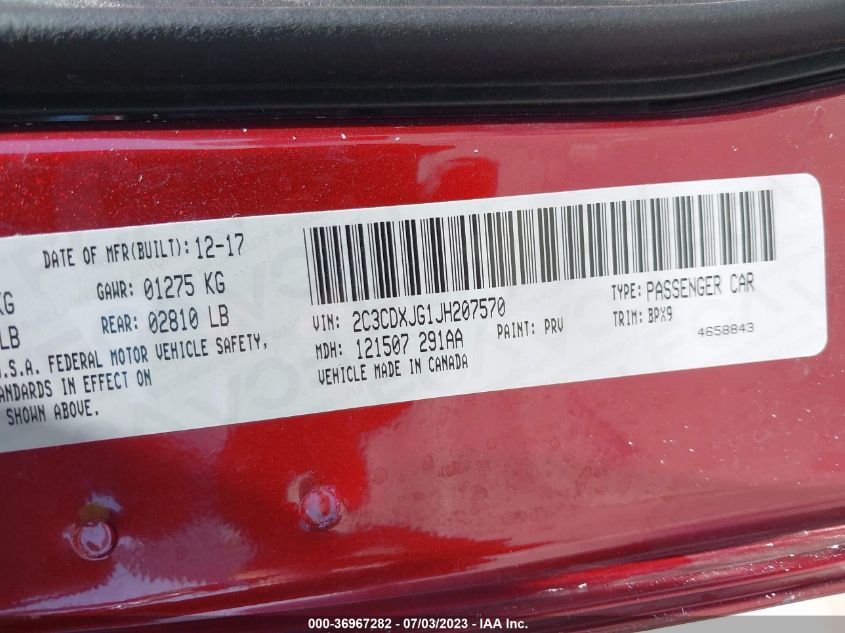 DATE OF MFR(BUILT): 12-17
KG GAWR: 01275 KG
LB REAR: 02810 LB
U.S.A. FEDERAL MOTOR VEHICLE SAFETY,
STANDARDS IN EFFECT ON
SHOWN ABOVE.
VIN: 2C3CDXJG1JH207570
TYPE: PASSENGER CAR
MDH: 121507 291AA
PAINT: PRV
TRIM: BPX9
VEHICLE MADE IN CANADA
4658843
000-36967282 - 07/03/2023 - IAA Inc.